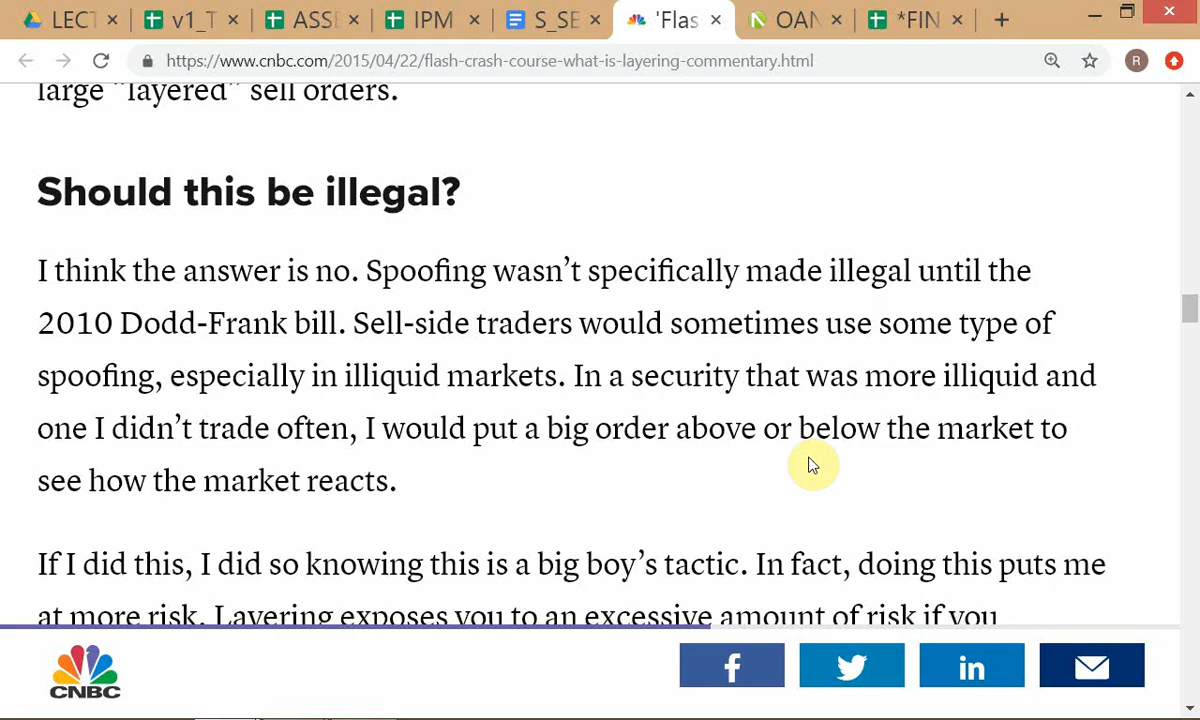 LECT
v1_T
ASSE
IPM
S_SE
'Flas
OAN
*FIN
https://www.cnbc.com/2015/04/22/flash-crash-course-what-is-layering-commentary.html
R
large "layered" sell orders.
Should this be illegal?
I think the answer is no. Spoofing wasn't specifically made illegal until the
2010 Dodd-Frank bill. Sell-side traders would sometimes use some type of
spoofing, especially in illiquid markets. In a security that was more illiquid and
one I didn't trade often, I would put a big order above or below the market to
see how the market reacts.
If I did this, I did so knowing this is a big boy's tactic. In fact, doing this puts me
at more risk. Layering exposes you to an excessive amount of risk if you
CNBC
f
in